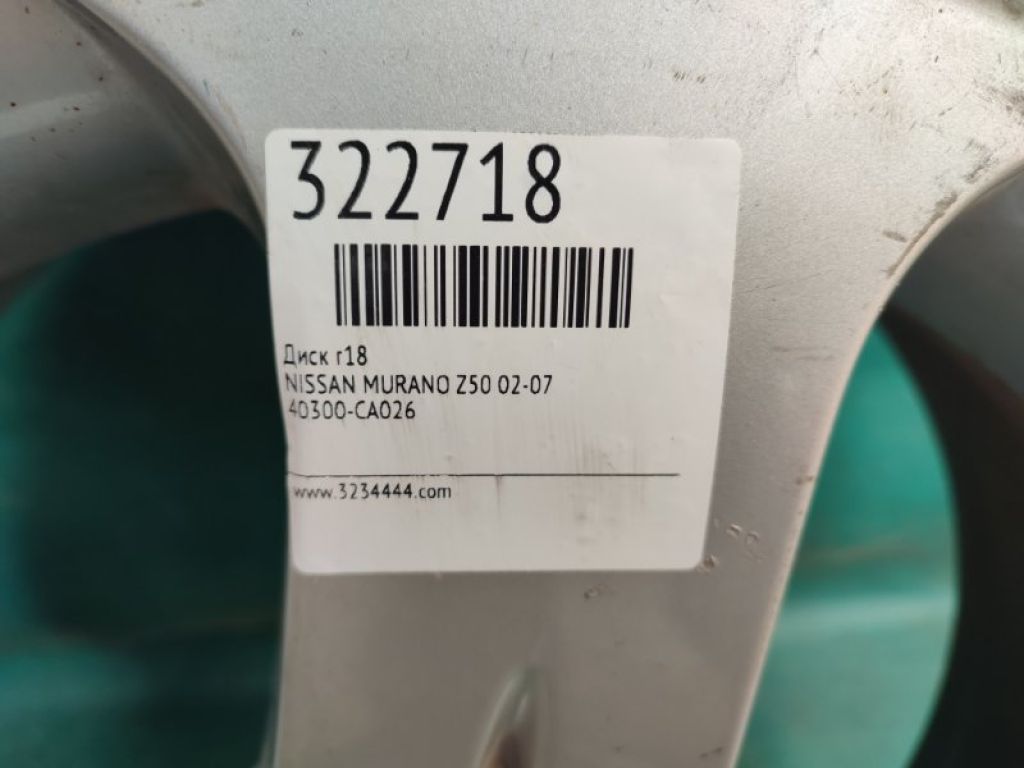 322718
Диск r18
NISSAN MURANO Z50 02-07
40300-CA026
www.3234444.com